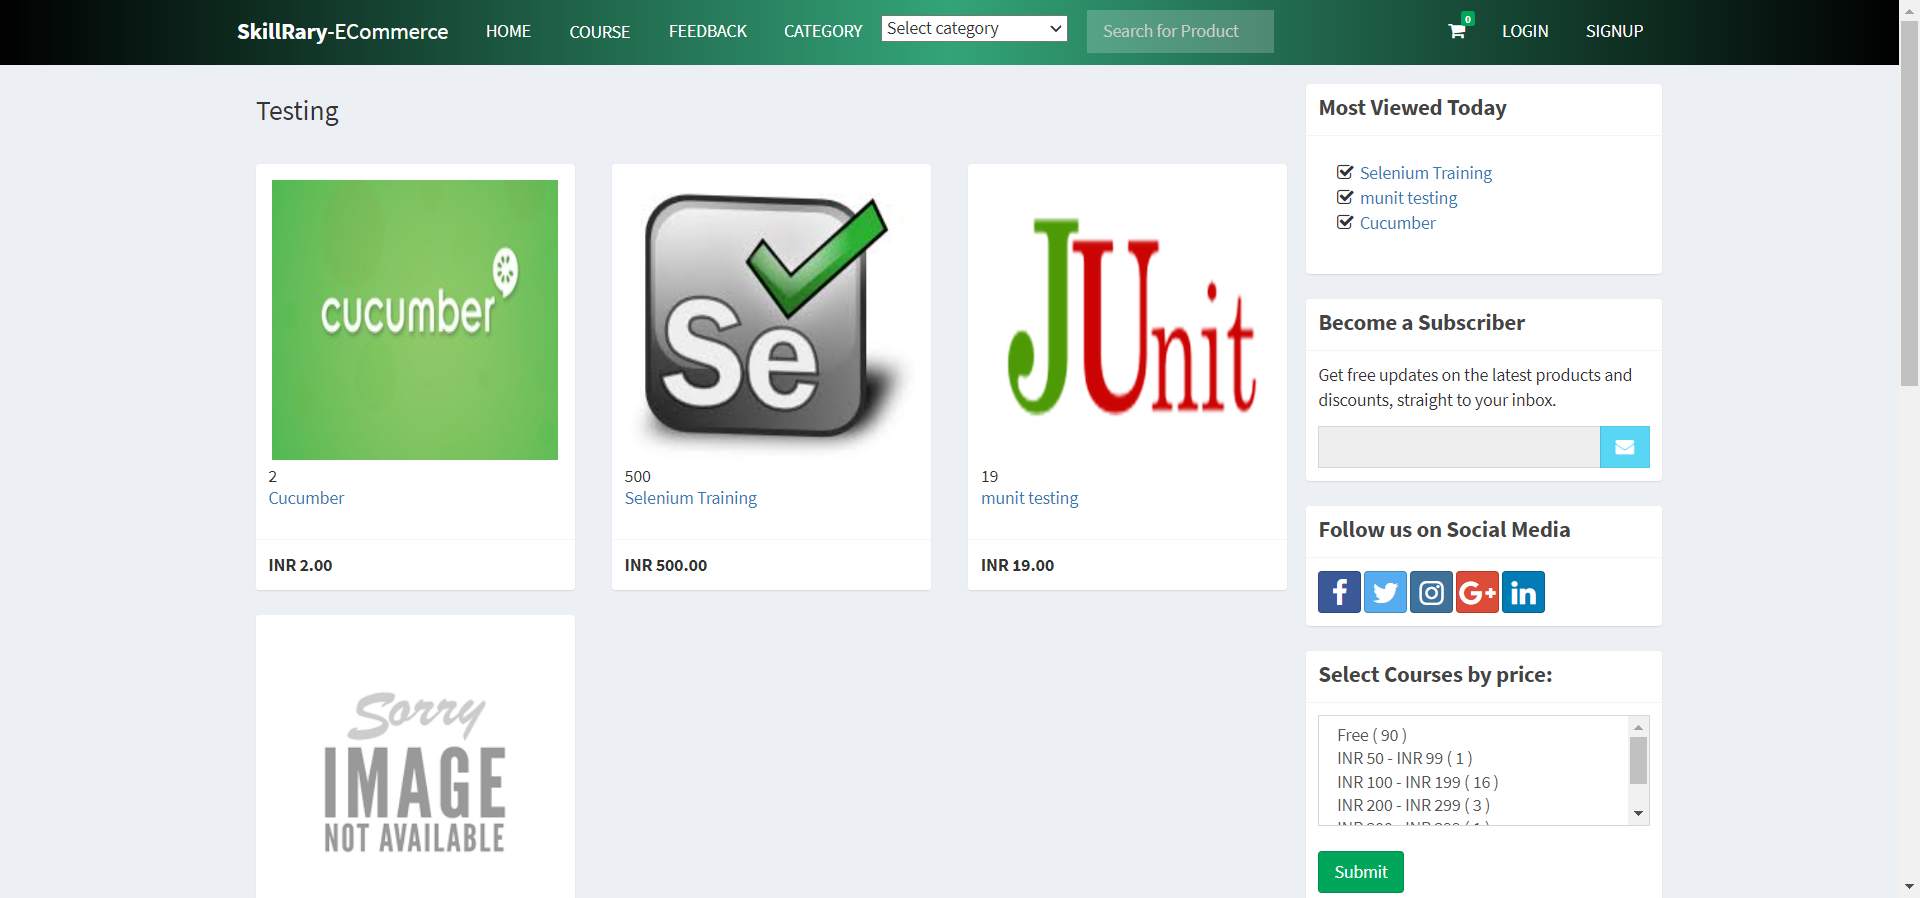 SkillRary-ECommerce HOME COURSE FEEDBACK CATEGORY Select category Search for Product 0 LOGIN SIGNUP
Testing
cucumber
2
Cucumber
INR 2.00
Se
500
Selenium Training
INR 500.00
JUnit
19
munit testing
INR 19.00
Sorry
IMAGE
NOT AVAILABLE
Most Viewed Today
Selenium Training
munit testing
Cucumber
Become a Subscriber
Get free updates on the latest products and
discounts, straight to your inbox.
Follow us on Social Media
f G+ in
Select Courses by price:
Free ( 90 )
INR 50 - INR 99 ( 1 )
INR 100 - INR 199 ( 16 )
INR 200 - INR 299 ( 3 )
Submit